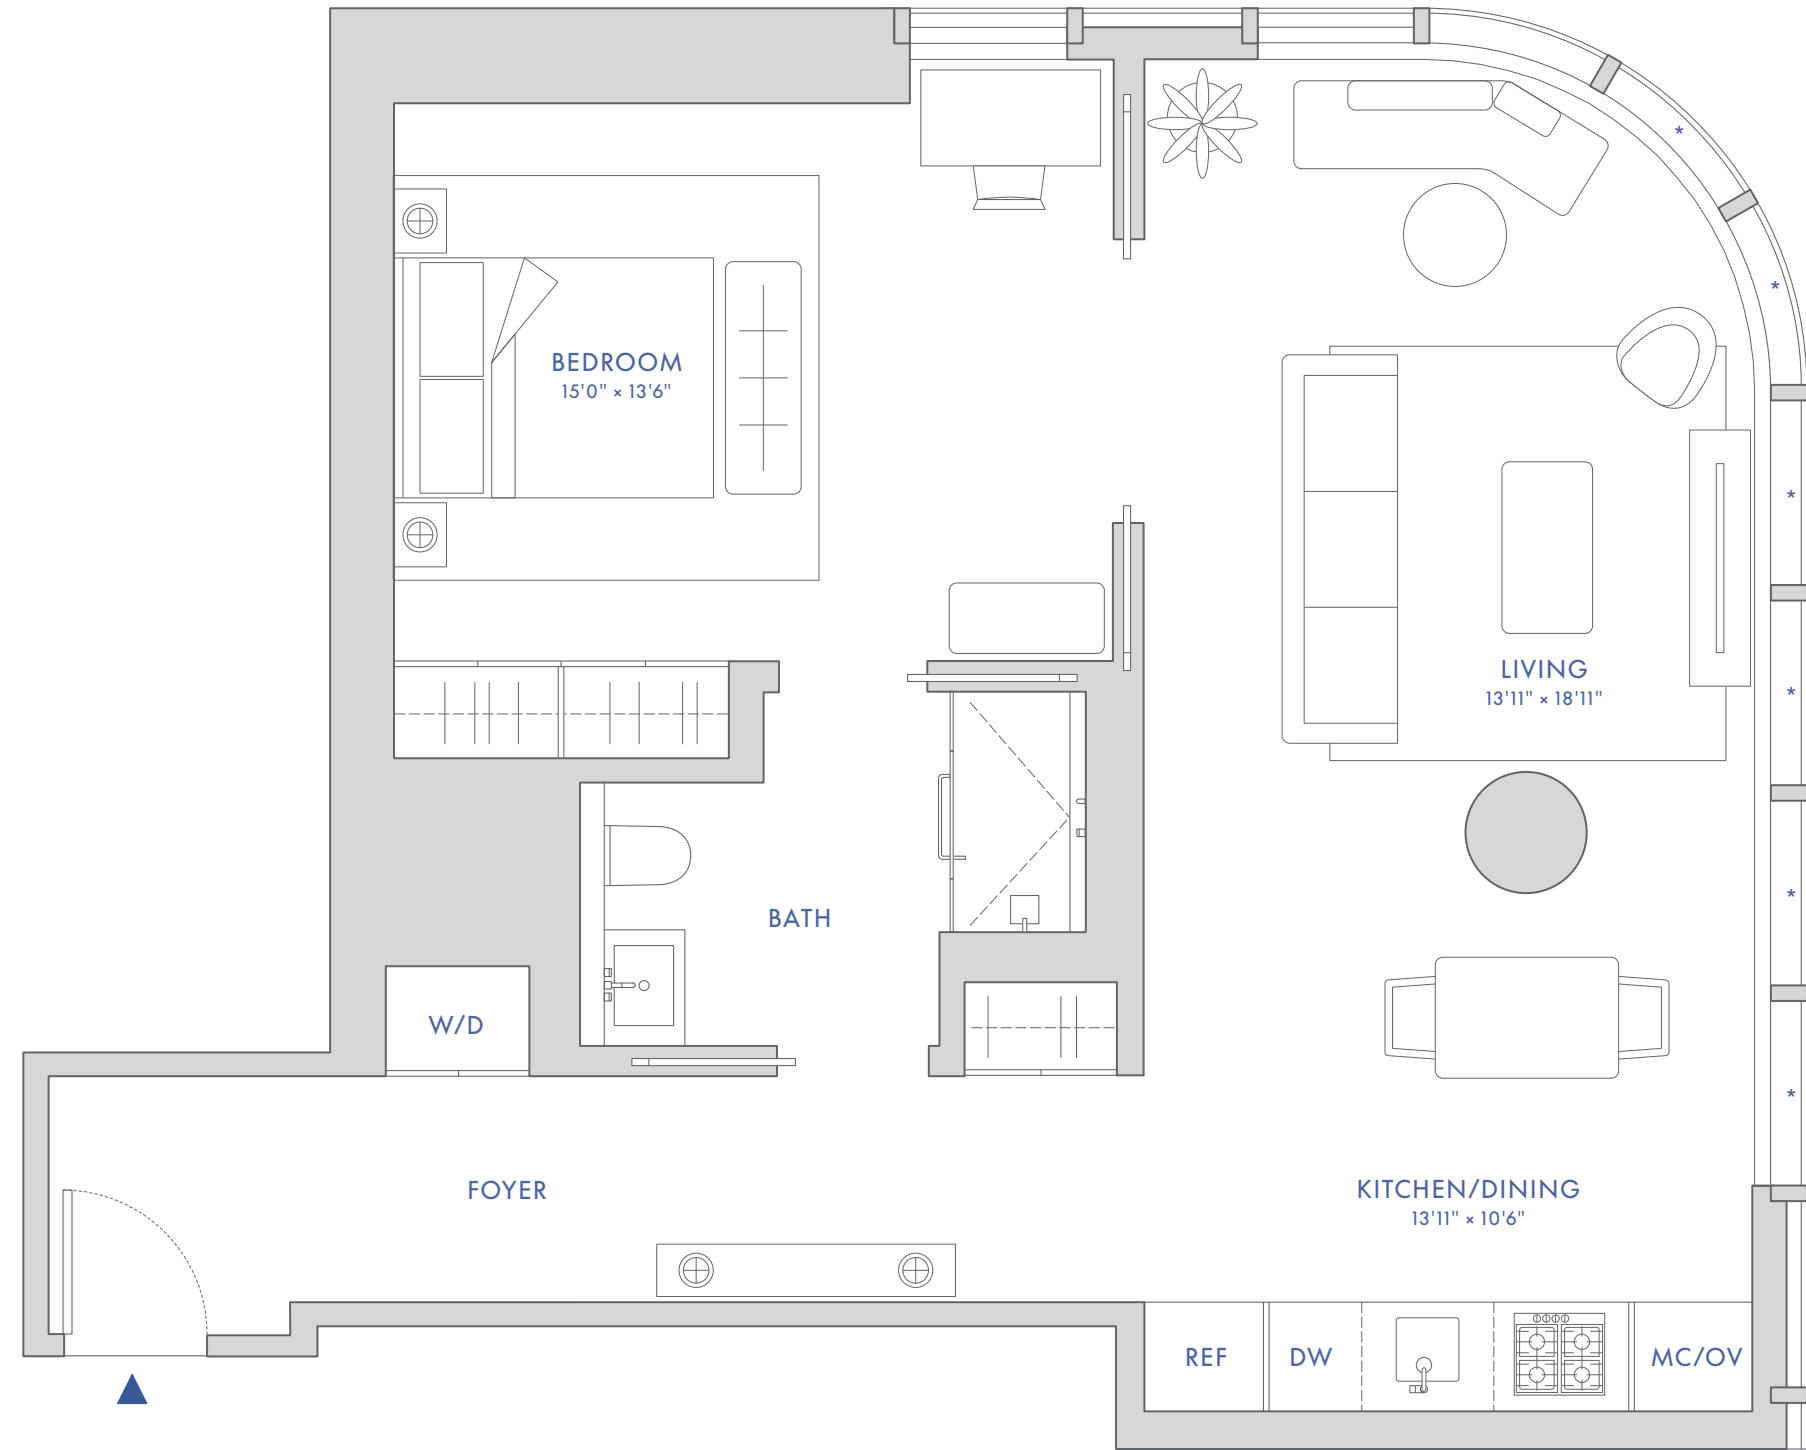 *
*
BEDROOM
15'0" × 13'6"
*
LIVING
13'11" × 18'11"
*
*
BATH
W/D
*
FOYER
KITCHEN/DINING
13'11" × 10'6"
REF
DW
MC/OV